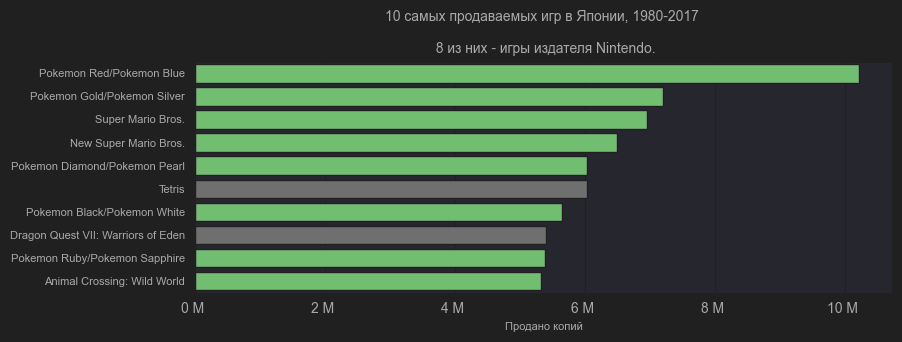 10 самых продаваемых игр в Японии, 1980-2017
8 из них - игры издателя Nintendo.
Pokemon Red/Pokemon Blue
Pokemon Gold/Pokemon Silver
Super Mario Bros.
New Super Mario Bros.
Pokemon Diamond/Pokemon Pearl
Tetris
Pokemon Black/Pokemon White
Dragon Quest VII: Warriors of Eden
Pokemon Ruby/Pokemon Sapphire
Animal Crossing: Wild World
0 M 2 M 4 M 6 M 8 M 10 M
Продано копий